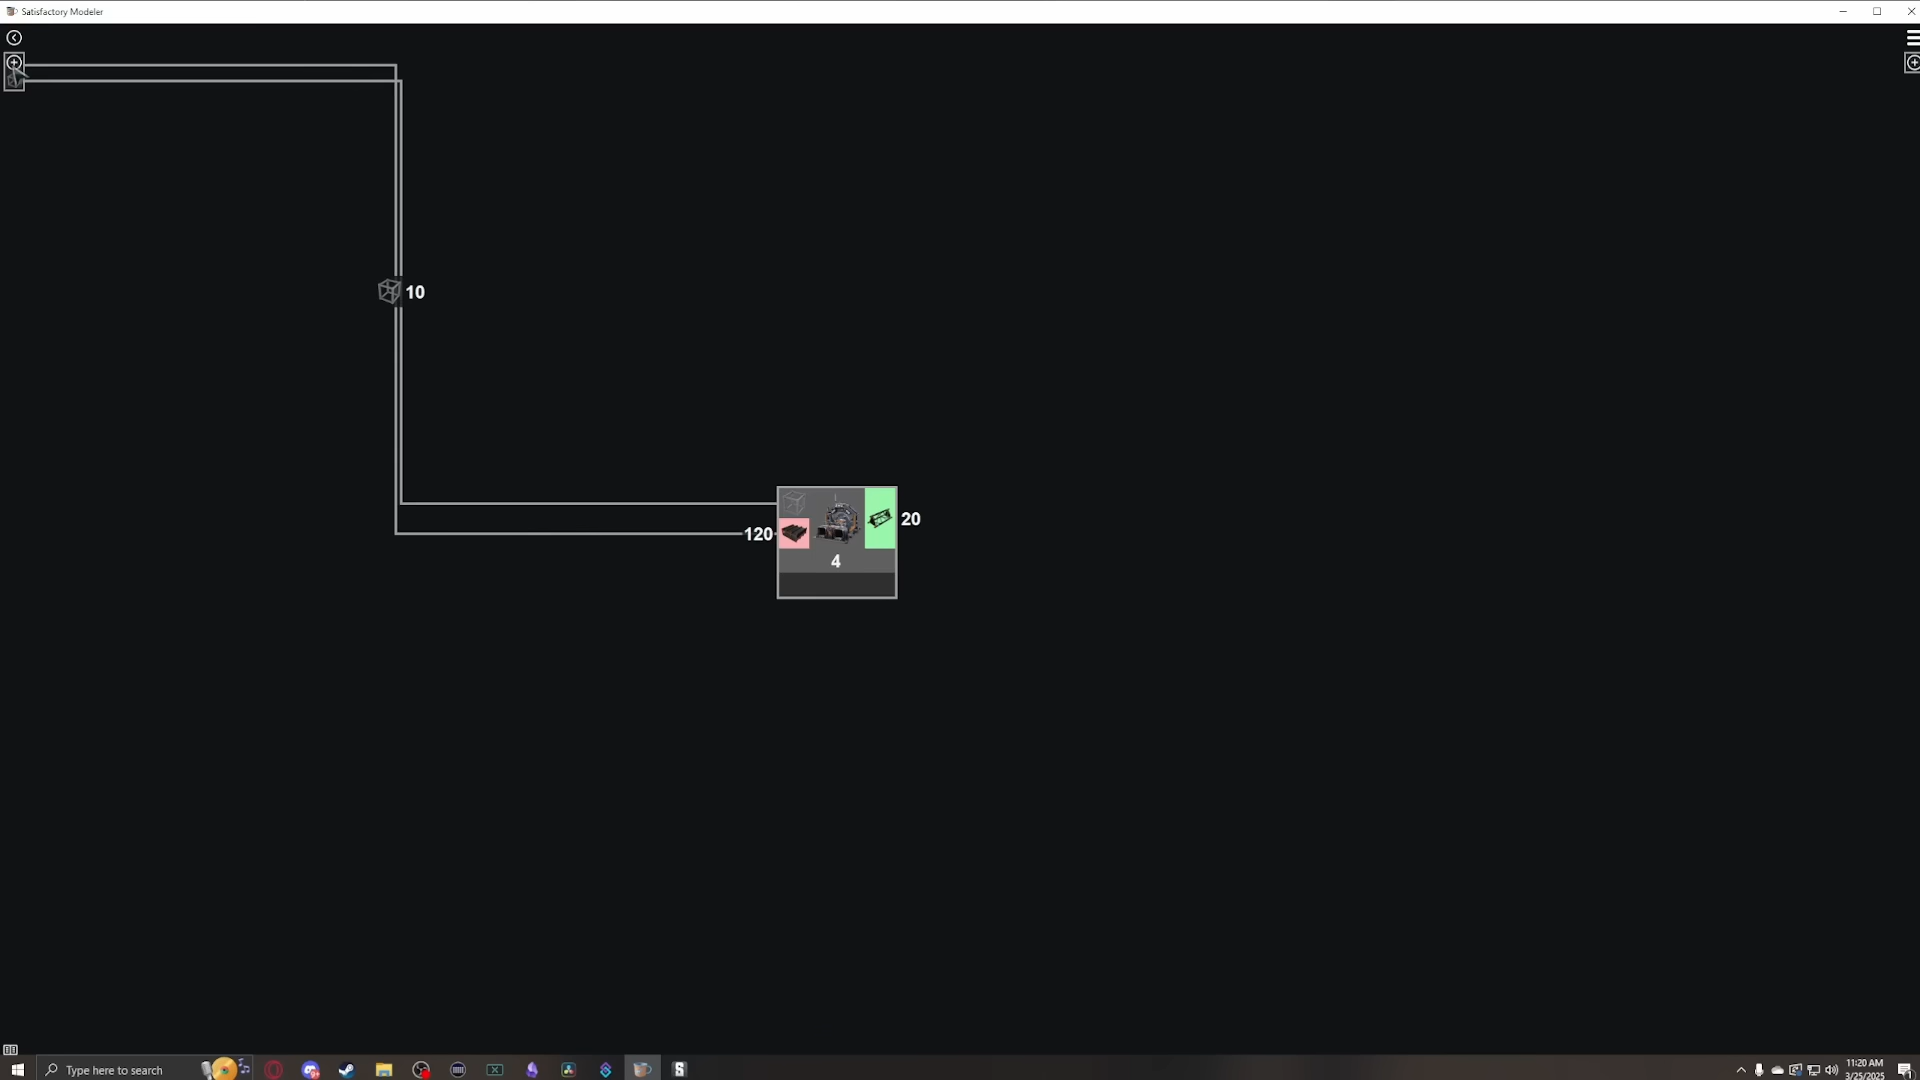 Satisfactory Modeler
10
120
20
4
Type here to search
11:20 AM
3/25/2025